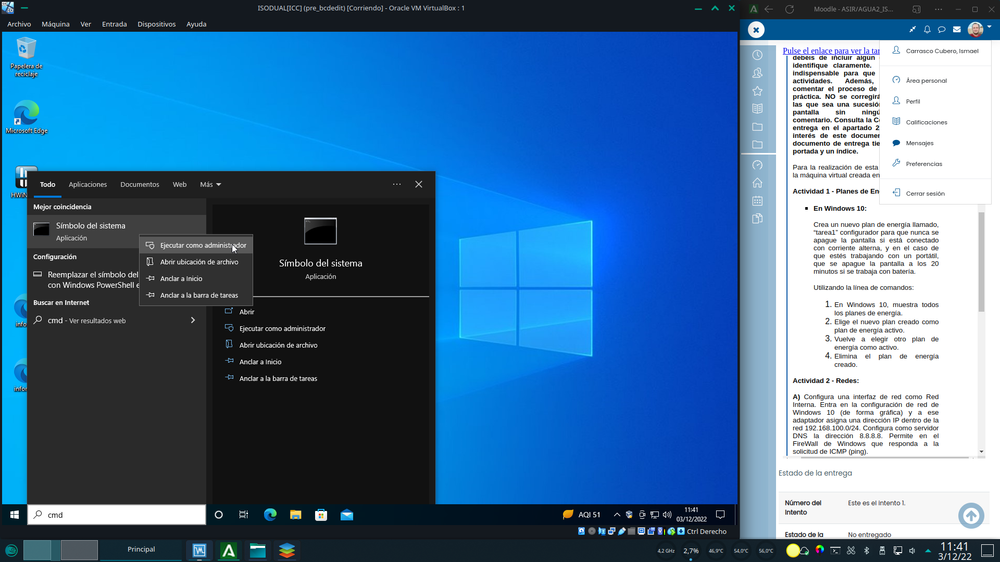 ISODUAL[ICC] (pre_bcdedit) [Corriendo] - Oracle VM VirtualBox : 1
Archivo Máquina Ver Entrada Dispositivos Ayuda
Papelera de
reciclaje
Microsoft Edge
Todo Aplicaciones Documentos Web Más
Mejor coincidencia
Símbolo del sistema
Aplicación
Configuración
Reemplazar el símbolo del
con Windows PowerShell e
Buscar en Internet
cmd - Ver resultados web
Ejecutar como administrador
Abrir ubicación de archivo
Anclar a Inicio
Anclar a la barra de tareas
Símbolo del sistema
Aplicación
Abrir
Ejecutar como administrador
Abrir ubicación de archivo
Anclar a Inicio
Anclar a la barra de tareas
cmd
AQI 51
11:41
03/12/2022
Ctrl Derecho
Principal
4,2 GHz
2,7%
46,9°C
54,0°C
56,0°C
11:41
3/12/22
Moodle - ASIR/AGUA2_IS...
Pulse el enlace para ver la tar
debéis de incluir algún
identifique claramente.
indispensable para que
actividades. Además,
comentar el proceso de
práctica. NO se corregirá
las que sea una sucesión
pantalla sin ningú
comentario. Consulta la Co
entrega en el apartado 2
interés de este documen
documento de entrega tie
portada y un índice.
Para la realización de esta
la máquina virtual creada en
Actividad 1 - Planes de En
Carrasco Cubero, Ismael
Área personal
Perfil
Calificaciones
Mensajes
Preferencias
Cerrar sesión
En Windows 10:
Crea un nuevo plan de energía llamado,
“tarea1” configurador para que nunca se
apague la pantalla si está conectado
con corriente alterna, y en el caso de
que estés trabajando con un portátil,
que se apague la pantalla a los 20
minutos si se trabaja con batería.
Utilizando la línea de comandos:
1. En Windows 10, muestra todos
los planes de energía.
2. Elige el nuevo plan creado como
plan de energía activo.
3. Vuelve a elegir otro plan de
energía como activo.
4. Elimina el plan de energía
creado.
Actividad 2 - Redes:
A) Configura una interfaz de red como Red
Interna. Entra en la configuración de red de
Windows 10 (de forma gráfica) y a ese
adaptador asigna una dirección IP dentro de la
red 192.168.100.0/24. Configura como servidor
DNS la dirección 8.8.8.8. Permite en el
FireWall de Windows que responda a la
solicitud de ICMP (ping).
Estado de la entrega
Número del
Intento
Este es el intento 1.
Estado de la
No entregado